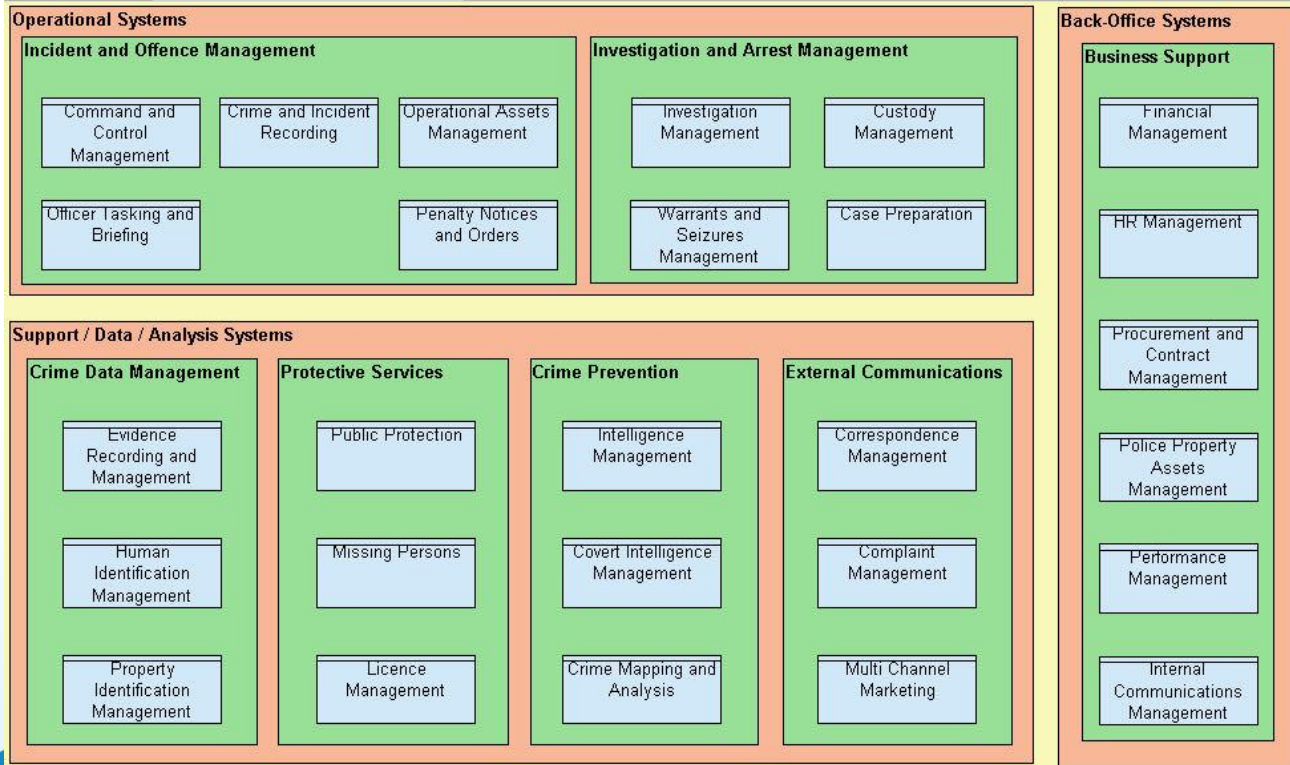 Operational Systems
Incident and Offence Management
Command and
Control
Management
Crime and Incident
Recording
Operational Assets
Management
Officer Tasking and
Briefing
Penalty Notices
and Orders
Investigation and Arrest Management
Investigation
Management
Custody
Management
Warrants and
Seizures
Management
Case Preparation
Support / Data / Analysis Systems
Crime Data Management
Evidence
Recording and
Management
Human
Identification
Management
Property
Identification
Management
Protective Services
Public Protection
Missing Persons
Licence
Management
Crime Prevention
Intelligence
Management
Covert Intelligence
Management
Crime Mapping and
Analysis
External Communications
Correspondence
Management
Complaint
Management
Multi Channel
Marketing
Back-Office Systems
Business Support
Financial
Management
HR Management
Procurement and
Contract
Management
Police Property
Assets
Management
Performance
Management
Internal
Communications
Management